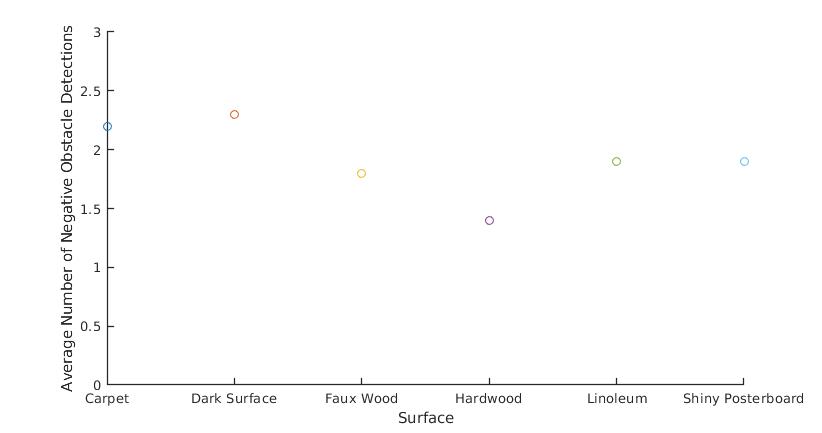 Average Number of Negative Obstacle Detections
3
2.5
2
1.5
1
0.5
0
Carpet Dark Surface Faux Wood Hardwood Linoleum Shiny Posterboard
Surface